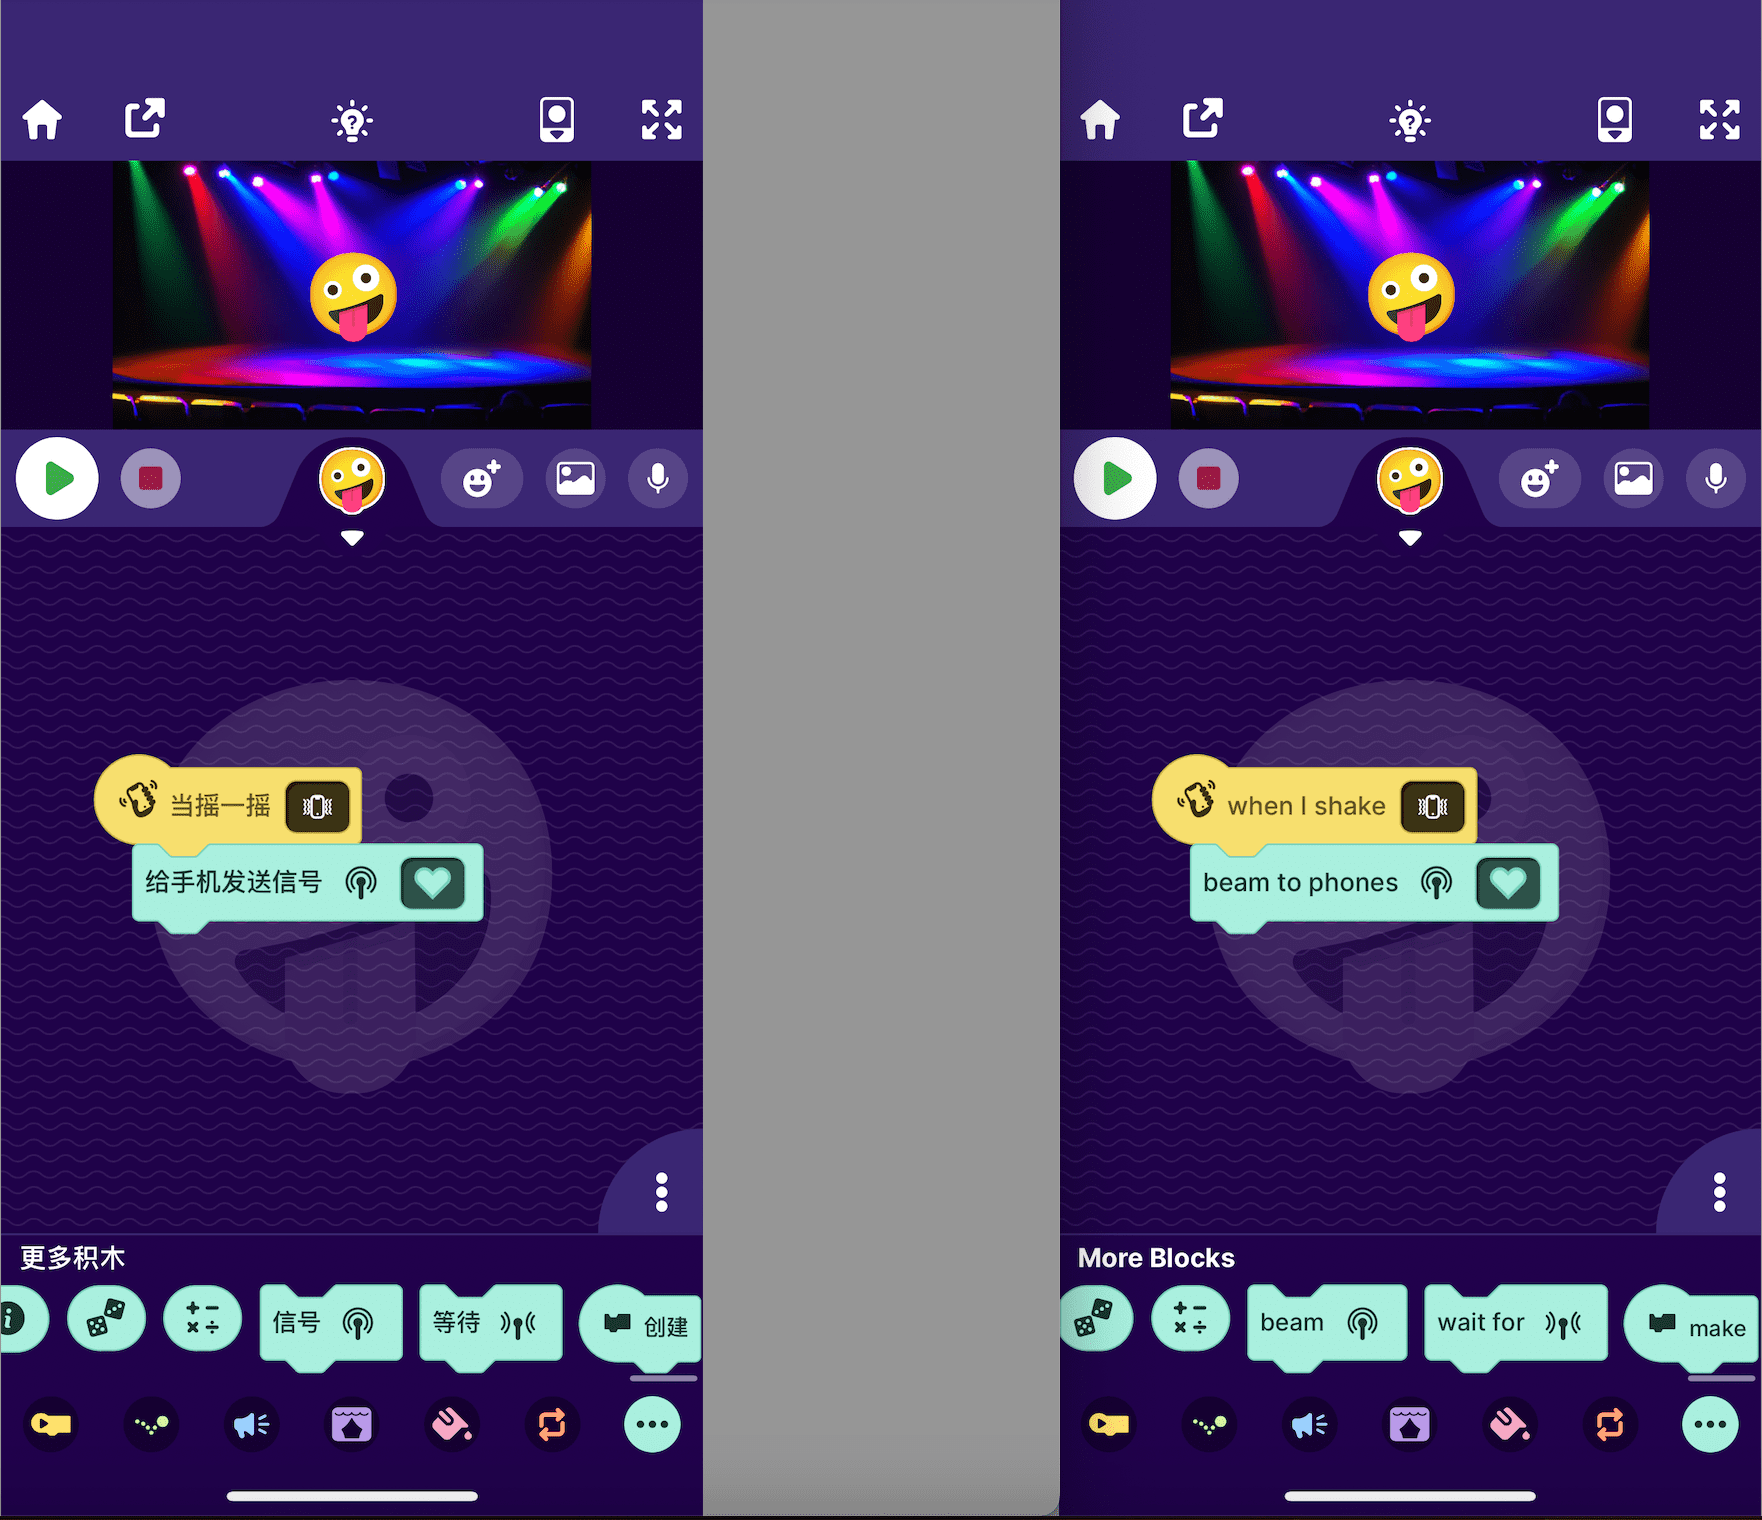 当摇一摇
给手机发送信号
更多积木
信号
等待
创建
when I shake
beam to phones
More Blocks
beam
wait for
make